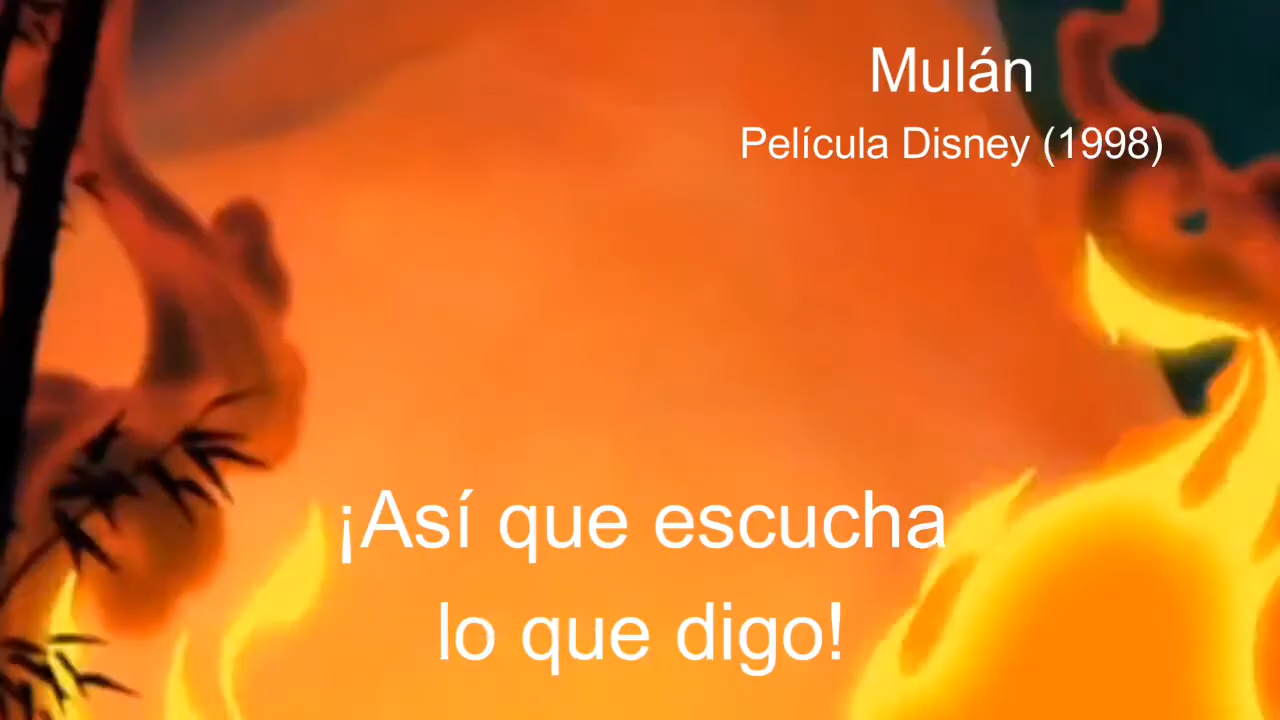 Mulán
Película Disney (1998)
¡Así que escucha
lo que digo!